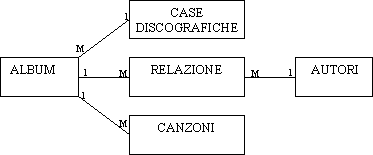 CASE
DISCOGRAFICHE
1
M
ALBUM
1
M
RELAZIONE
M
1
AUTORI
1
M
CANZONI